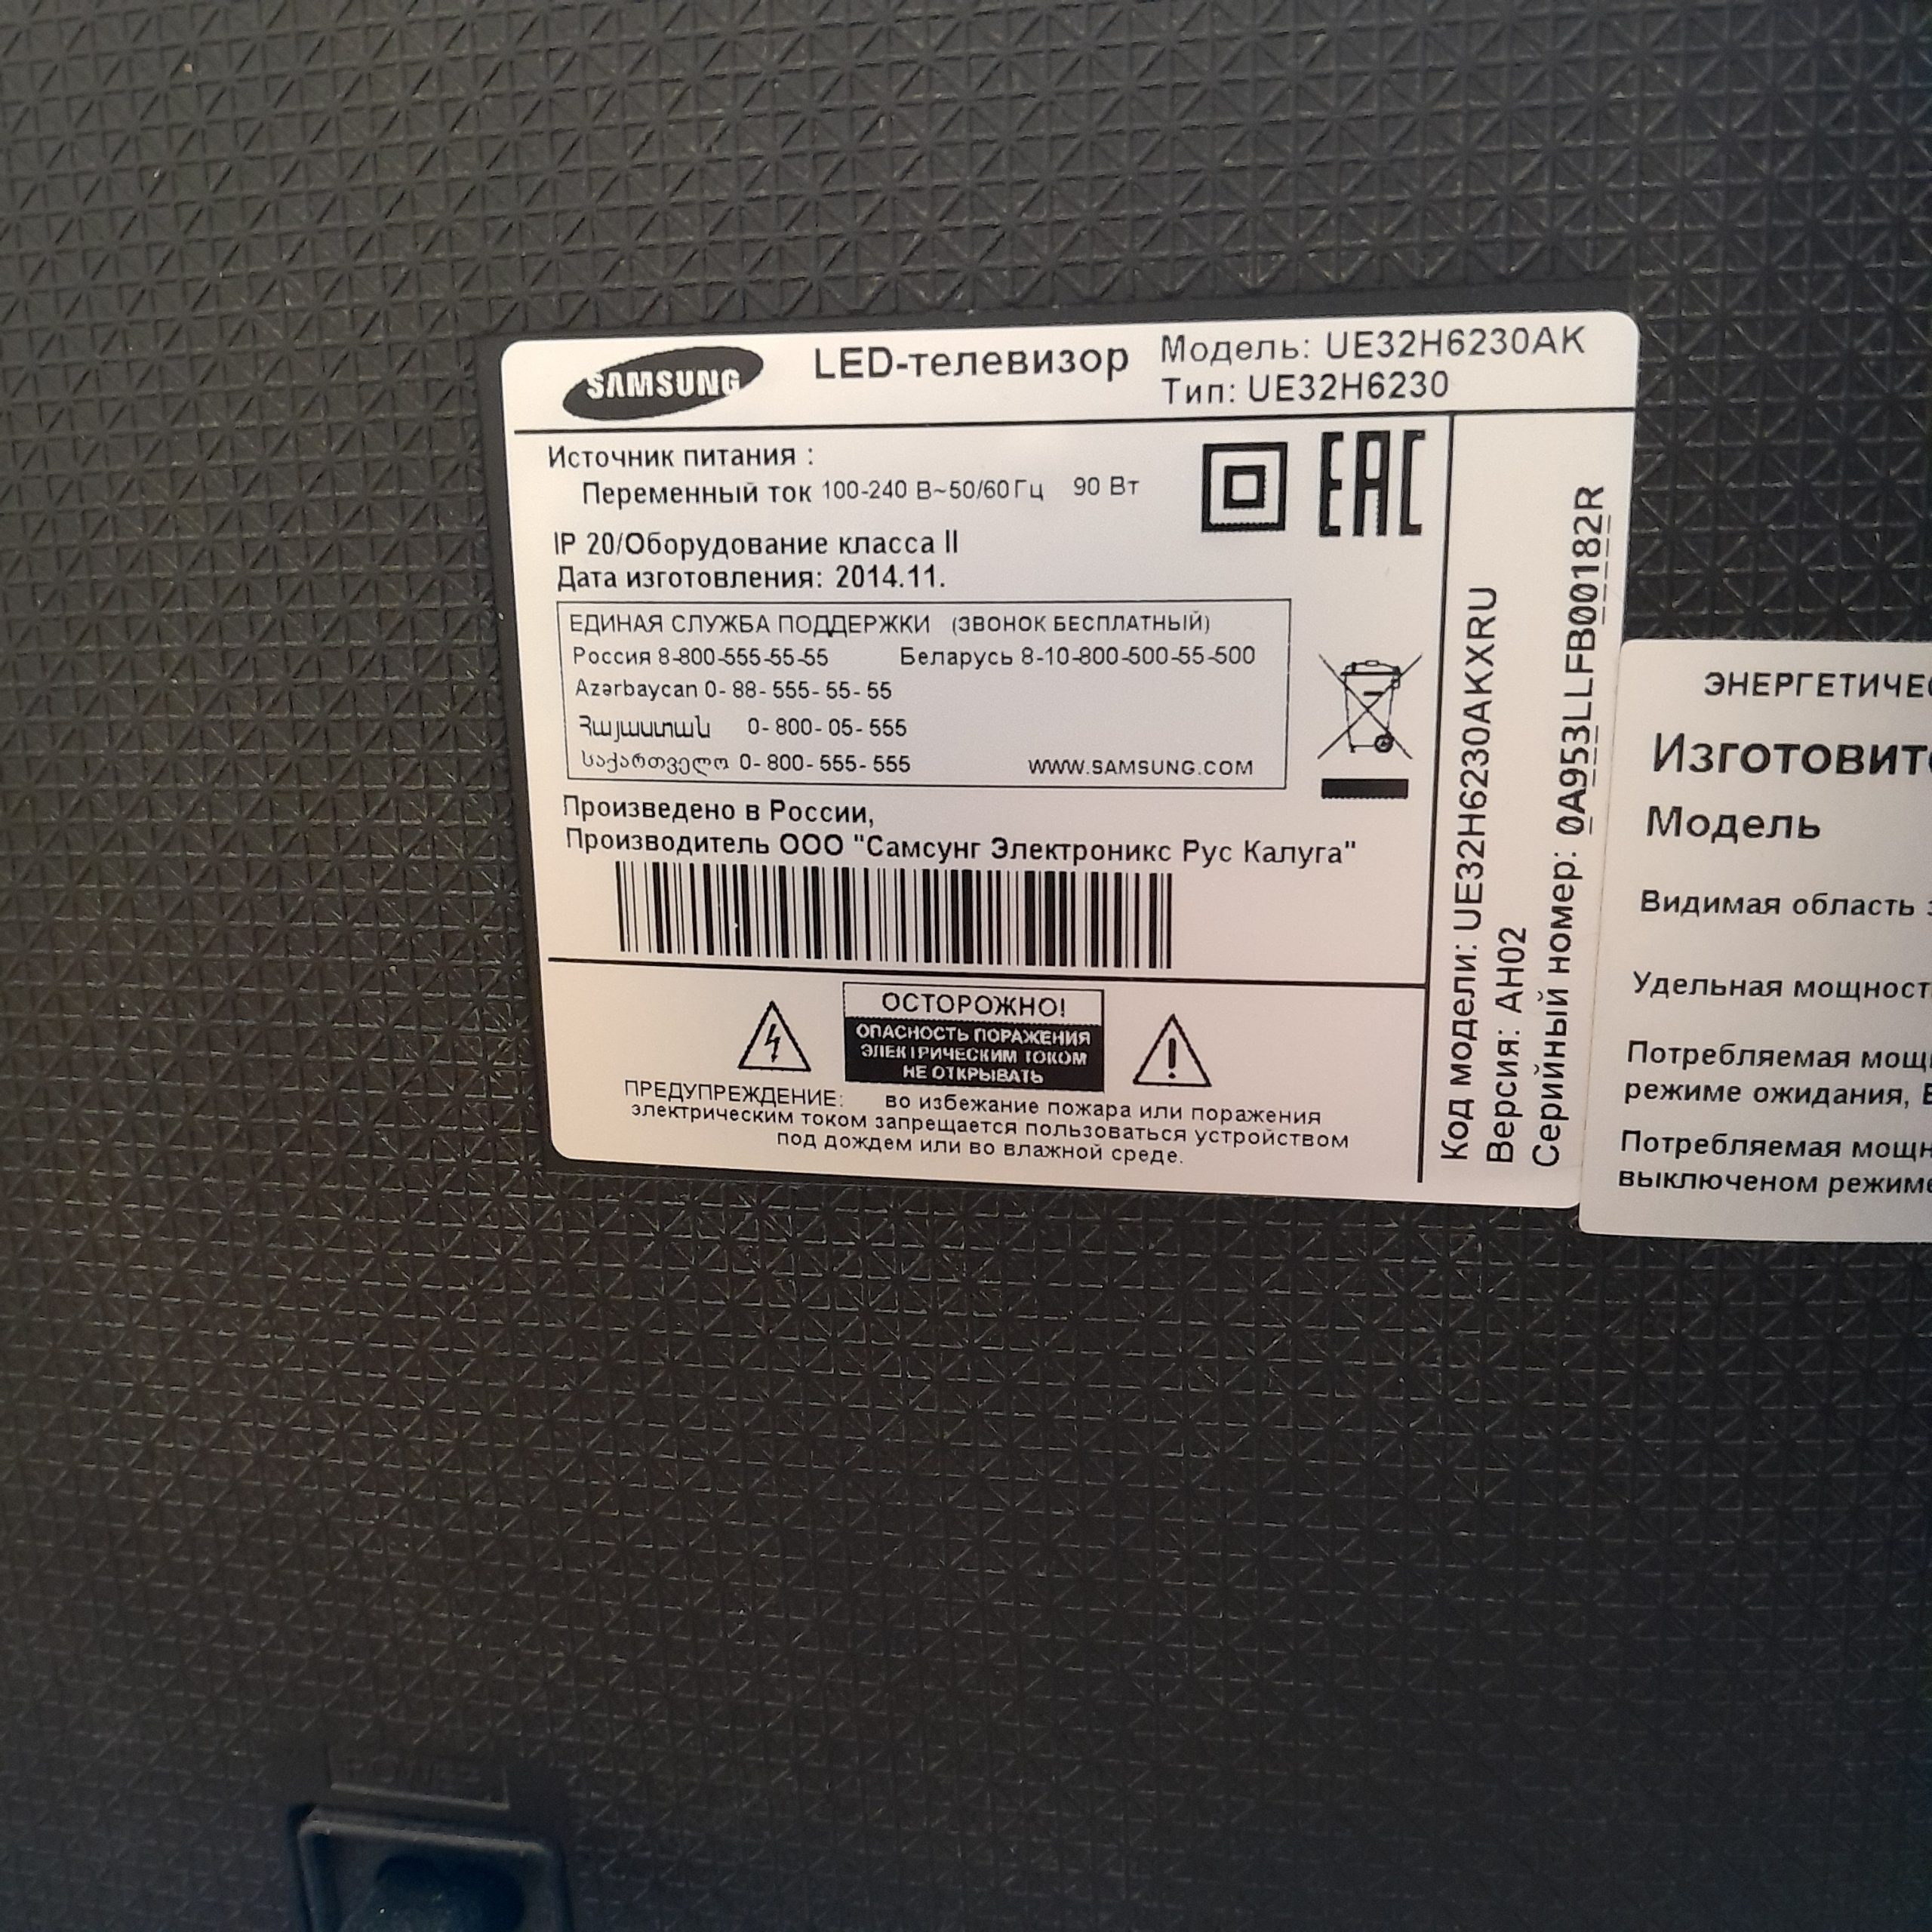 SAMSUNG
LED-телевизор
Модель: UE32H6230AK
Тип: UE32H6230
Источник питания :
Переменный ток 100-240 В~50/60Гц 90 Вт
EAC
IP 20/Оборудование класса II
Дата изготовления: 2014.11.
ЕДИНАЯ СЛУЖБА ПОДДЕРЖКИ (ЗВОНОК БЕСПЛАТНЫЙ)
Россия 8-800-555-55-55 Беларусь 8-10-800-500-55-500
Azərbaycan 0- 88- 555- 55- 55
Հայաստան 0- 800- 05- 555
საქართველო 0- 800- 555- 555 WWW.SAMSUNG.COM
Произведено в России,
Производитель ООО "Самсунг Электроникс Рус Калуга"
ОСТОРОЖНО!
ОПАСНОСТЬ ПОРАЖЕНИЯ
ЭЛЕКТРИЧЕСКИМ ТОКОМ
НЕ ОТКРЫВАТЬ
ПРЕДУПРЕЖДЕНИЕ: во избежание пожара или поражения
электрическим током запрещается пользоваться устройством
под дождем или во влажной среде.
Код модели: UE32H6230AKXRU
Версия: AH02
Серийный номер: 0A953LLFB00182R
ЭНЕРГЕТИЧЕС
Изготовите
Модель
Видимая область э
Удельная мощност
Потребляемая мощн
режиме ожидания, В
Потребляемая мощн
выключеном режиме
POWER